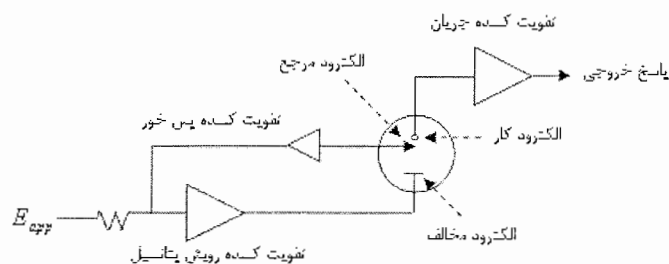 تقویت کننده جریان
الکترود مرجع
پاسخ خروجی
تقویت کننده پس خور
الکترود کار
E_app
الکترود مخالف
تقویت کننده رویش پتانسیل